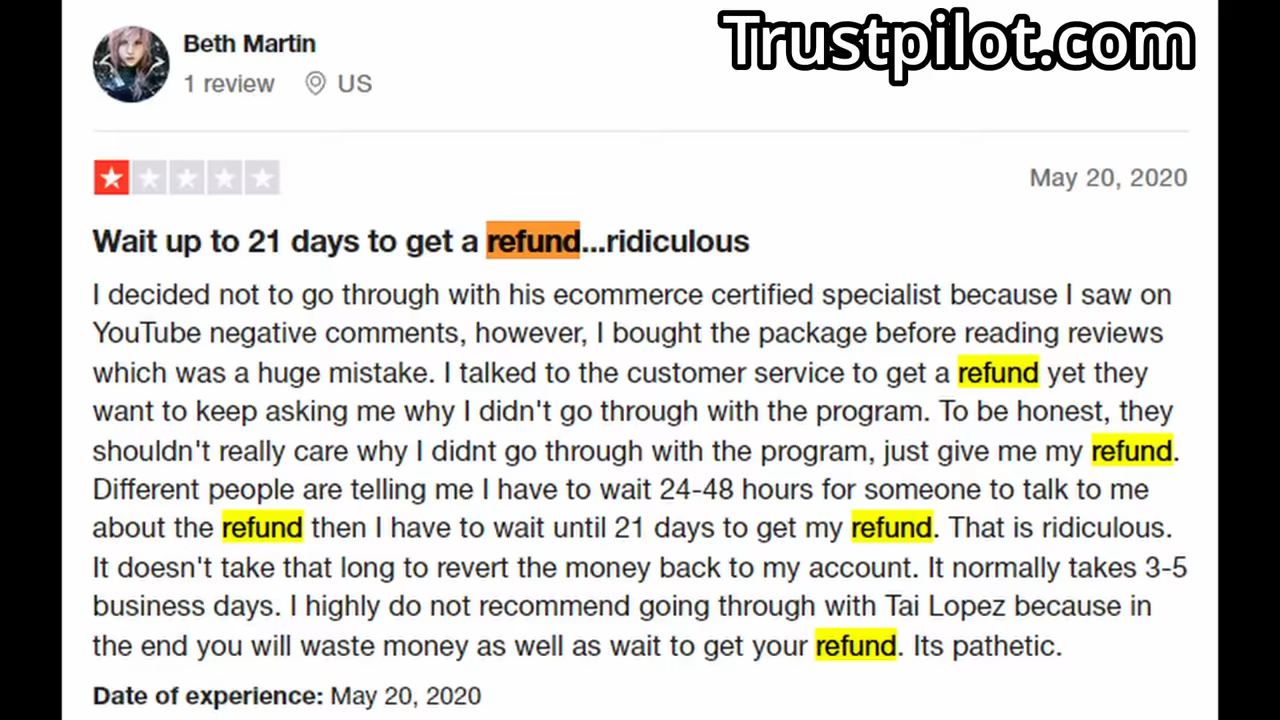 Trustpilot.com
Beth Martin
1 review US
May 20, 2020
Wait up to 21 days to get a refund...ridiculous
I decided not to go through with his ecommerce certified specialist because I saw on
YouTube negative comments, however, I bought the package before reading reviews
which was a huge mistake. I talked to the customer service to get a refund yet they
want to keep asking me why I didn't go through with the program. To be honest, they
shouldn't really care why I didnt go through with the program, just give me my refund.
Different people are telling me I have to wait 24-48 hours for someone to talk to me
about the refund then I have to wait until 21 days to get my refund. That is ridiculous.
It doesn't take that long to revert the money back to my account. It normally takes 3-5
business days. I highly do not recommend going through with Tai Lopez because in
the end you will waste money as well as wait to get your refund. Its pathetic.
Date of experience: May 20, 2020